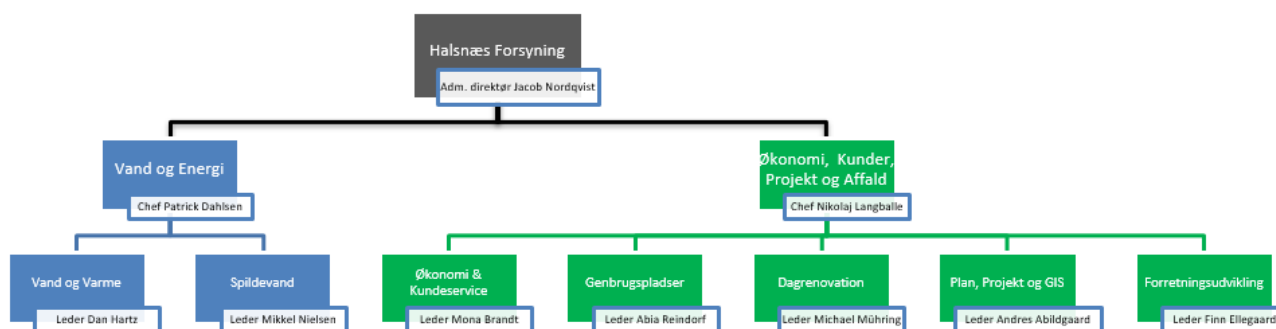 Halsnæs Forsyning
Adm. direktør Jacob Nordqvist
Vand og Energi
Chef Patrick Dahlsen
Økonomi, Kunder,
Projekt og Affald
Chef Nikolaj Langballe
Vand og Varme
Leder Dan Hartz
Spildevand
Leder Mikkel Nielsen
Økonomi &
Kundeservice
Leder Mona Brandt
Genbrugspladser
Leder Abia Reindorf
Dagrenovation
Leder Michael Mühring
Plan, Projekt og GIS
Leder Andres Abildgaard
Forretningsudvikling
Leder Finn Ellegaard